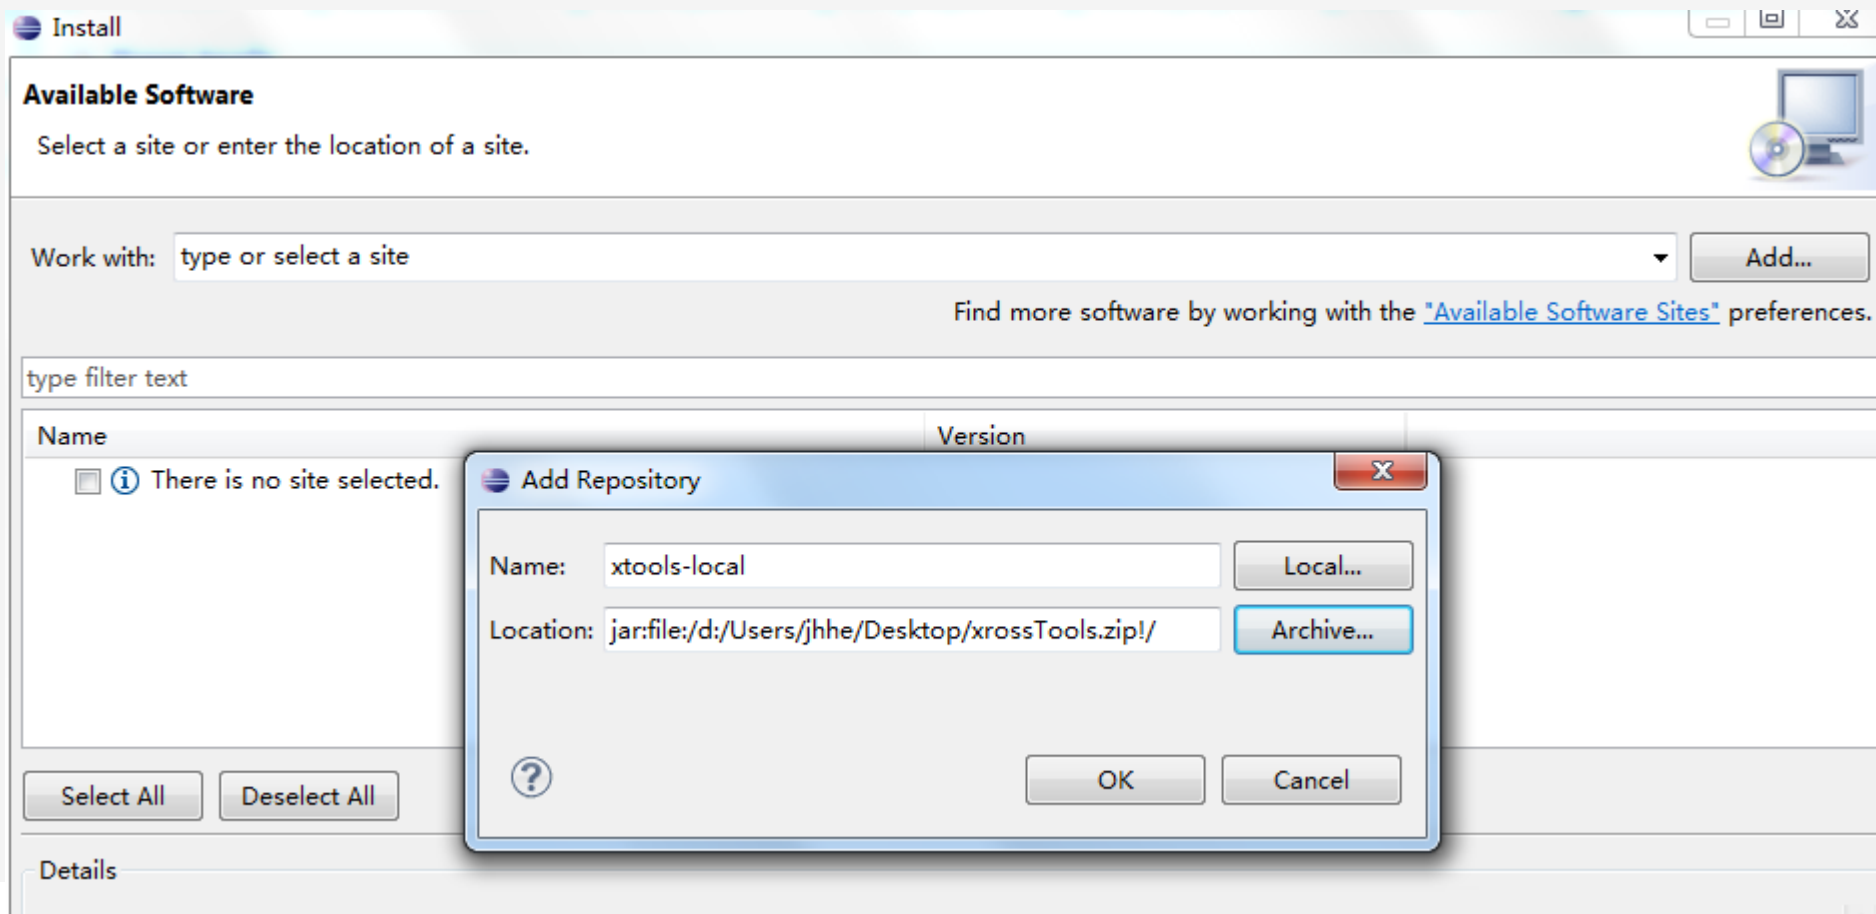 Install
Available Software
Select a site or enter the location of a site.
Work with: type or select a site Add...
Find more software by working with the "Available Software Sites" preferences.
type filter text
Name Version
There is no site selected.
Add Repository
Name: xtools-local Local...
Location: jar:file:/d:/Users/jhhe/Desktop/xrossTools.zip!/ Archive...
OK Cancel
Select All Deselect All
Details